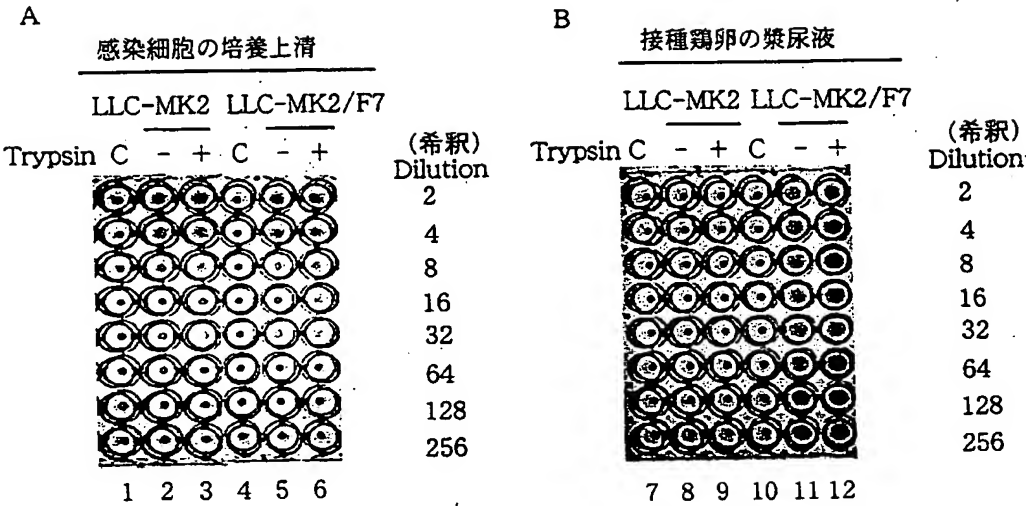 A
感染細胞の培養上清
LLC-MK2 LLC-MK2/F7
Trypsin C - + C - +
(希釈)
Dilution
2
4
8
16
32
64
128
256
1 2 3 4 5 6
B
接種鶏卵の漿尿液
LLC-MK2 LLC-MK2/F7
Trypsin C - + C - +
(希釈)
Dilution
2
4
8
16
32
64
128
256
7 8 9 10 11 12